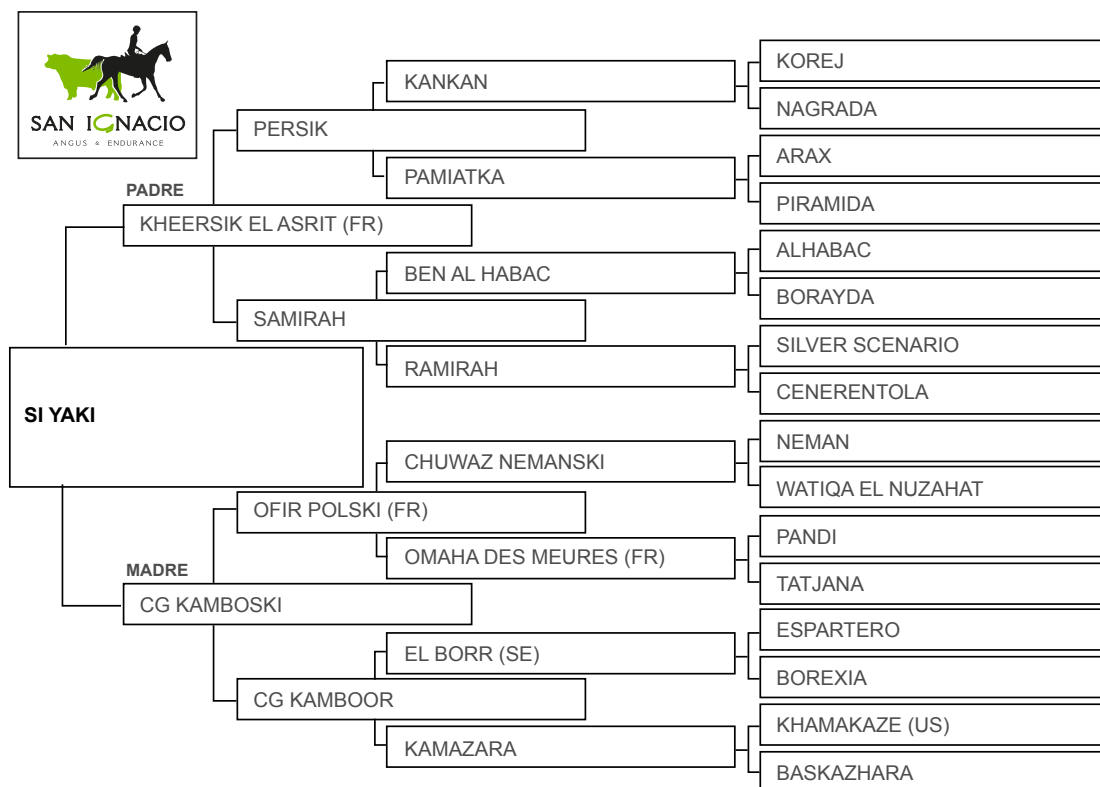 SAN IGNACIO
ANGUS & ENDURANCE
KOREJ
KANKAN
NAGRADA
PERSIK
ARAX
PAMIATKA
PIRAMIDA
PADRE
KHEERSIK EL ASRIT (FR)
ALHABAC
BEN AL HABAC
BORAYDA
SAMIRAH
SILVER SCENARIO
RAMIRAH
CENERENTOLA
SI YAKI
NEMAN
CHUWAZ NEMANSKI
WATIQA EL NUZAHAT
OFIR POLSKI (FR)
PANDI
OMAHA DES MEURES (FR)
TATJANA
MADRE
CG KAMBOSKI
ESPARTERO
EL BORR (SE)
BOREXIA
CG KAMBOOR
KHAMAKAZE (US)
KAMAZARA
BASKAZHARA